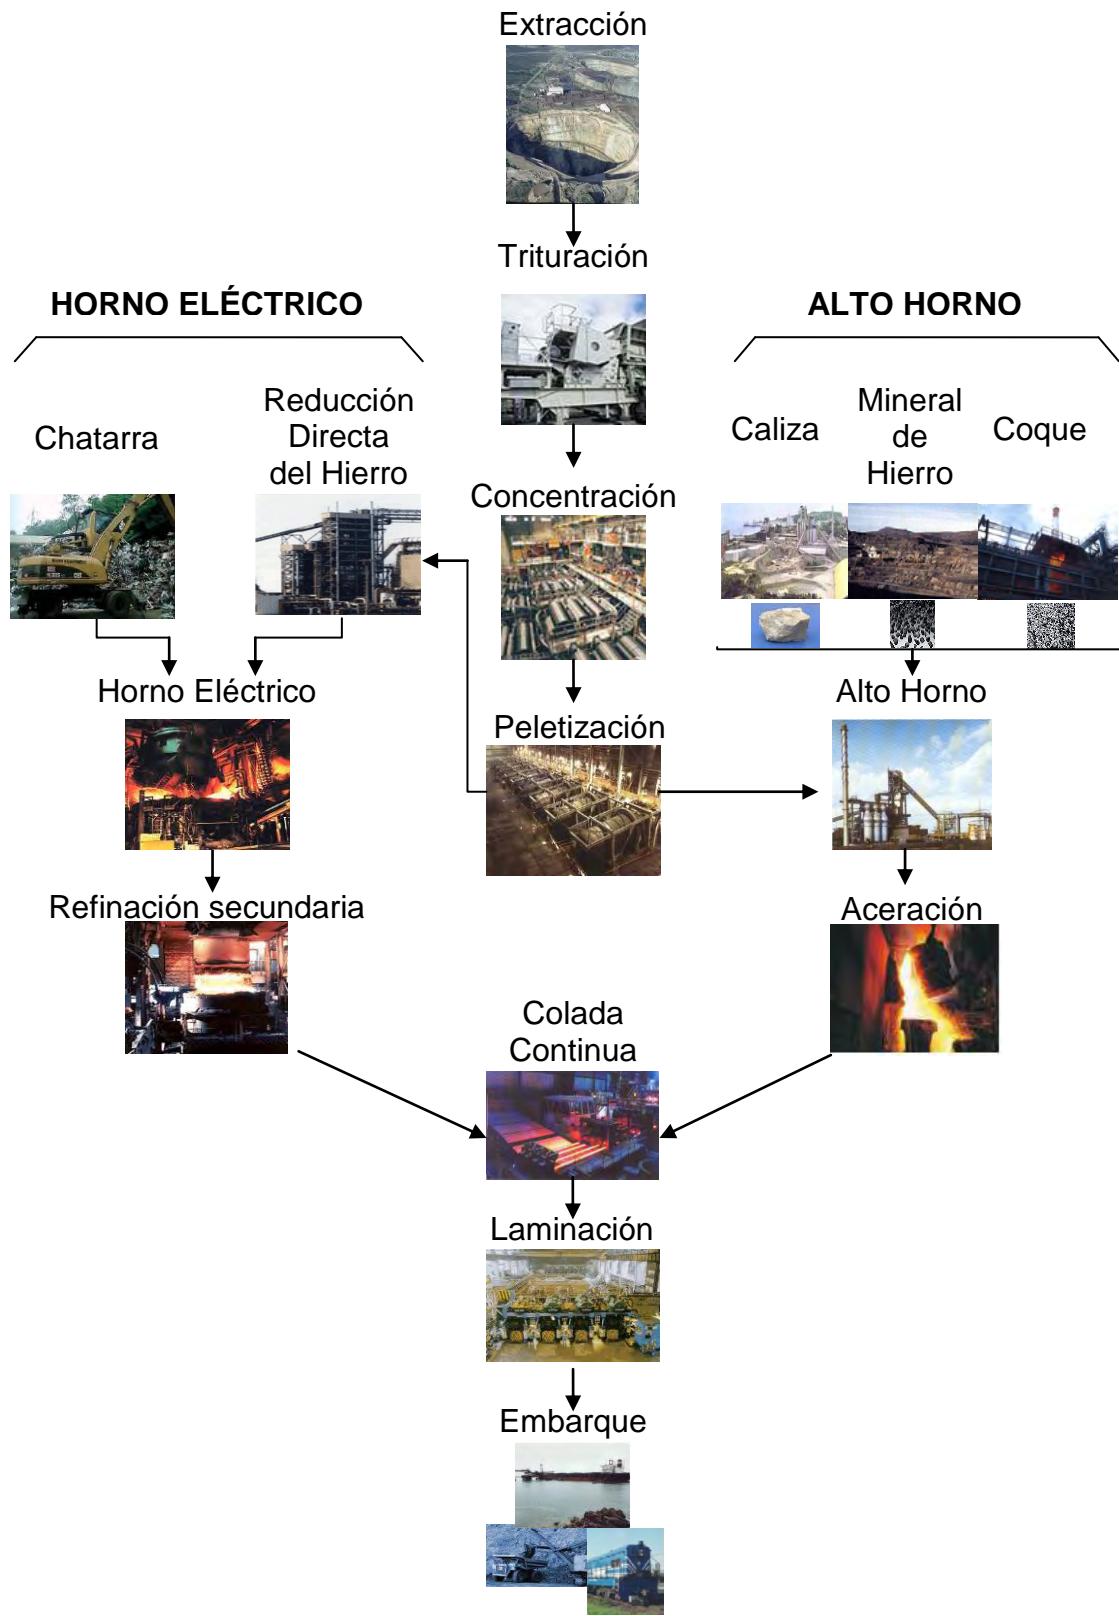 Extracción
Trituración
HORNO ELÉCTRICO
ALTO HORNO
Chatarra
Reducción
Directa
del Hierro
Concentración
Caliza
Mineral
de
Hierro
Coque
Horno Eléctrico
Peletización
Alto Horno
Refinación secundaria
Aceración
Colada
Continua
Laminación
Embarque